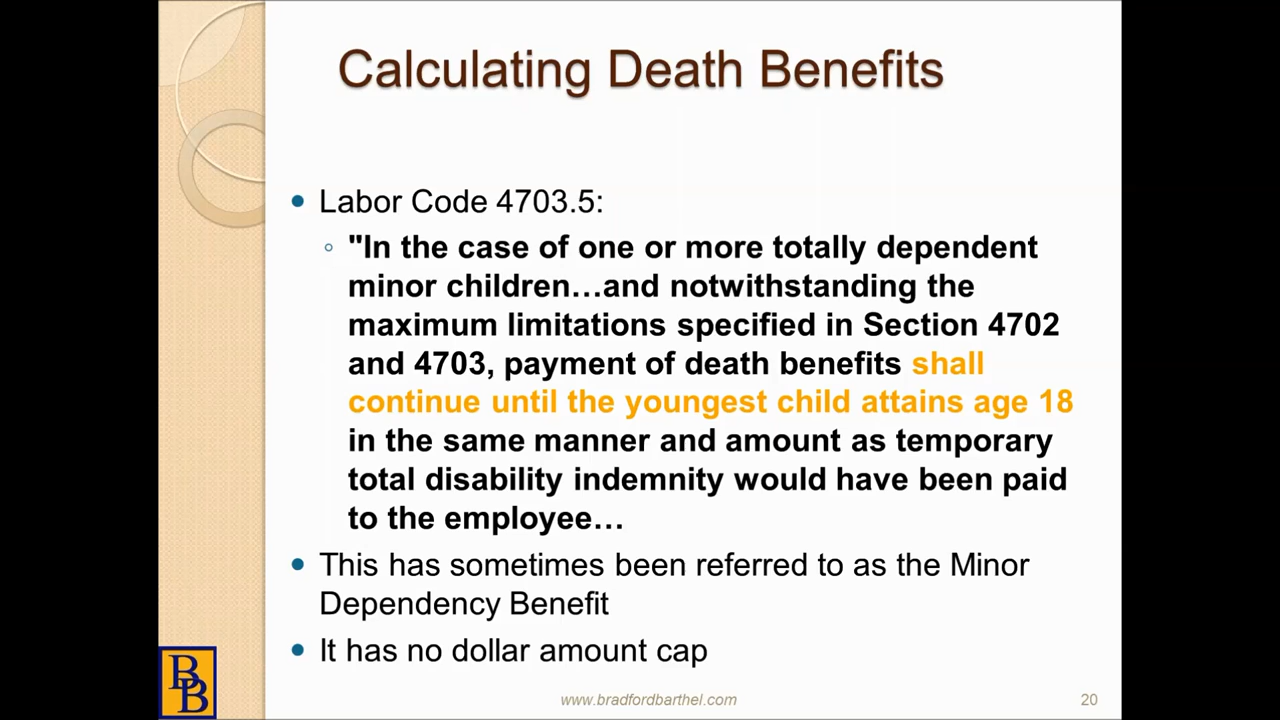 Calculating Death Benefits
• Labor Code 4703.5:
◦ "In the case of one or more totally dependent
minor children…and notwithstanding the
maximum limitations specified in Section 4702
and 4703, payment of death benefits shall
continue until the youngest child attains age 18
in the same manner and amount as temporary
total disability indemnity would have been paid
to the employee…
• This has sometimes been referred to as the Minor
Dependency Benefit
• It has no dollar amount cap
BB
www.bradfordbarthel.com
20